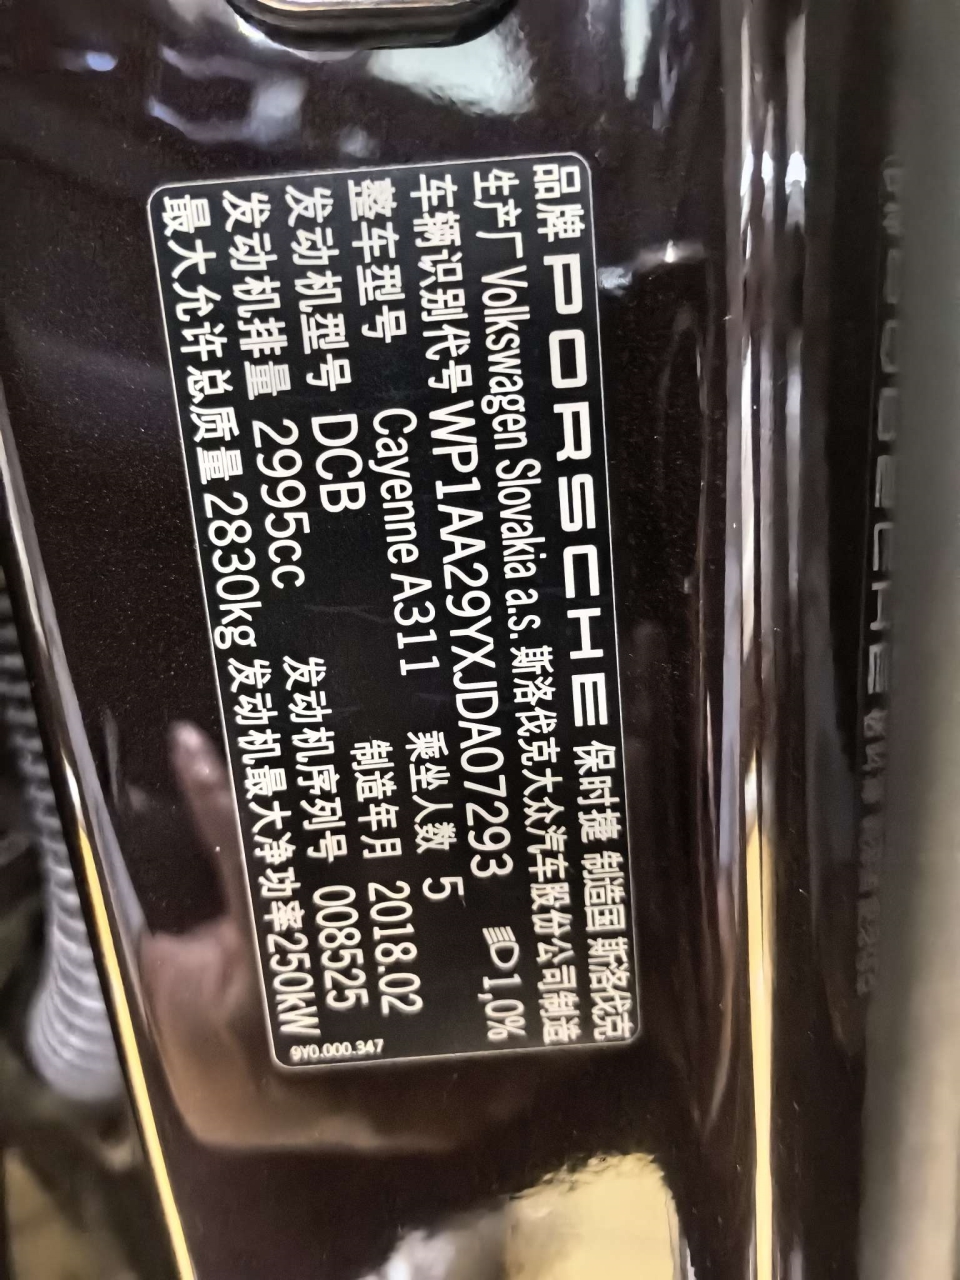 品牌 PORSCHE 保时捷 制造国 斯洛伐克
生产厂 Volkswagen Slovakia a.s. 斯洛伐克大众汽车股份公司制造
车辆识别代号 WP1AA29YXJDA07293 1,0%
整车型号 Cayenne A311 乘坐人数 5
发动机型号 DCB 制造年月 2018.02
发动机排量 2995cc 发动机序列号 008525
最大允许总质量 2830kg 发动机最大净功率250kW
9Y0.000.347